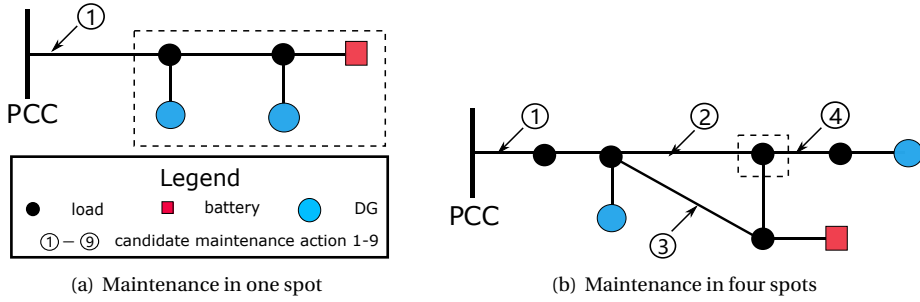 ①
PCC
Legend
load battery DG
①–⑨ candidate maintenance action 1-9
(a) Maintenance in one spot
① ② ④
PCC
③
(b) Maintenance in four spots